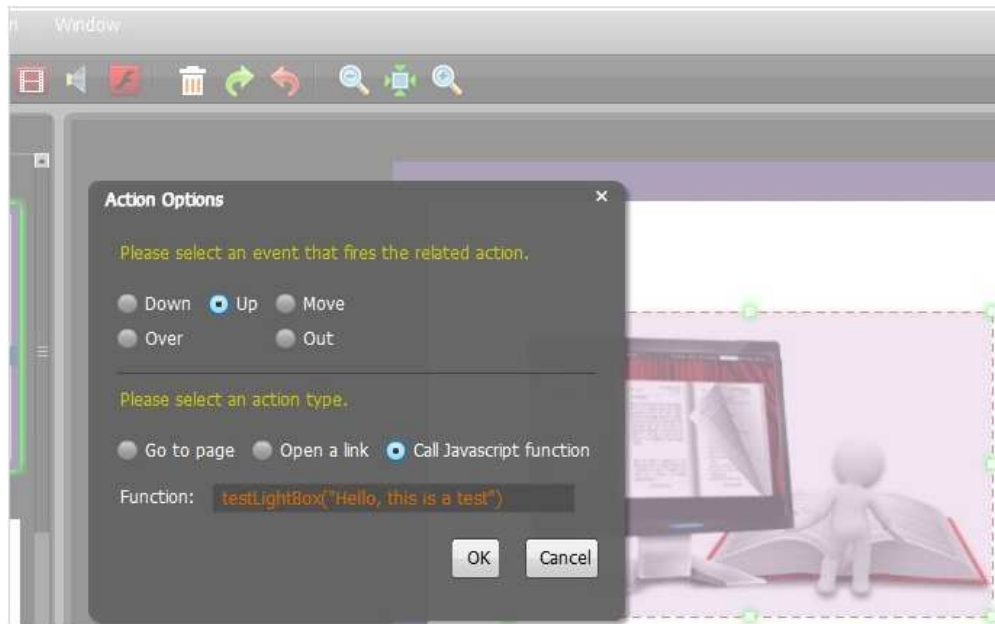 Window
Action Options
Please select an event that fires the related action.
Down Up Move
Over Out
Please select an action type.
Go to page Open a link Call Javascript function
Function: testLightBox("Hello, this is a test")
OK Cancel